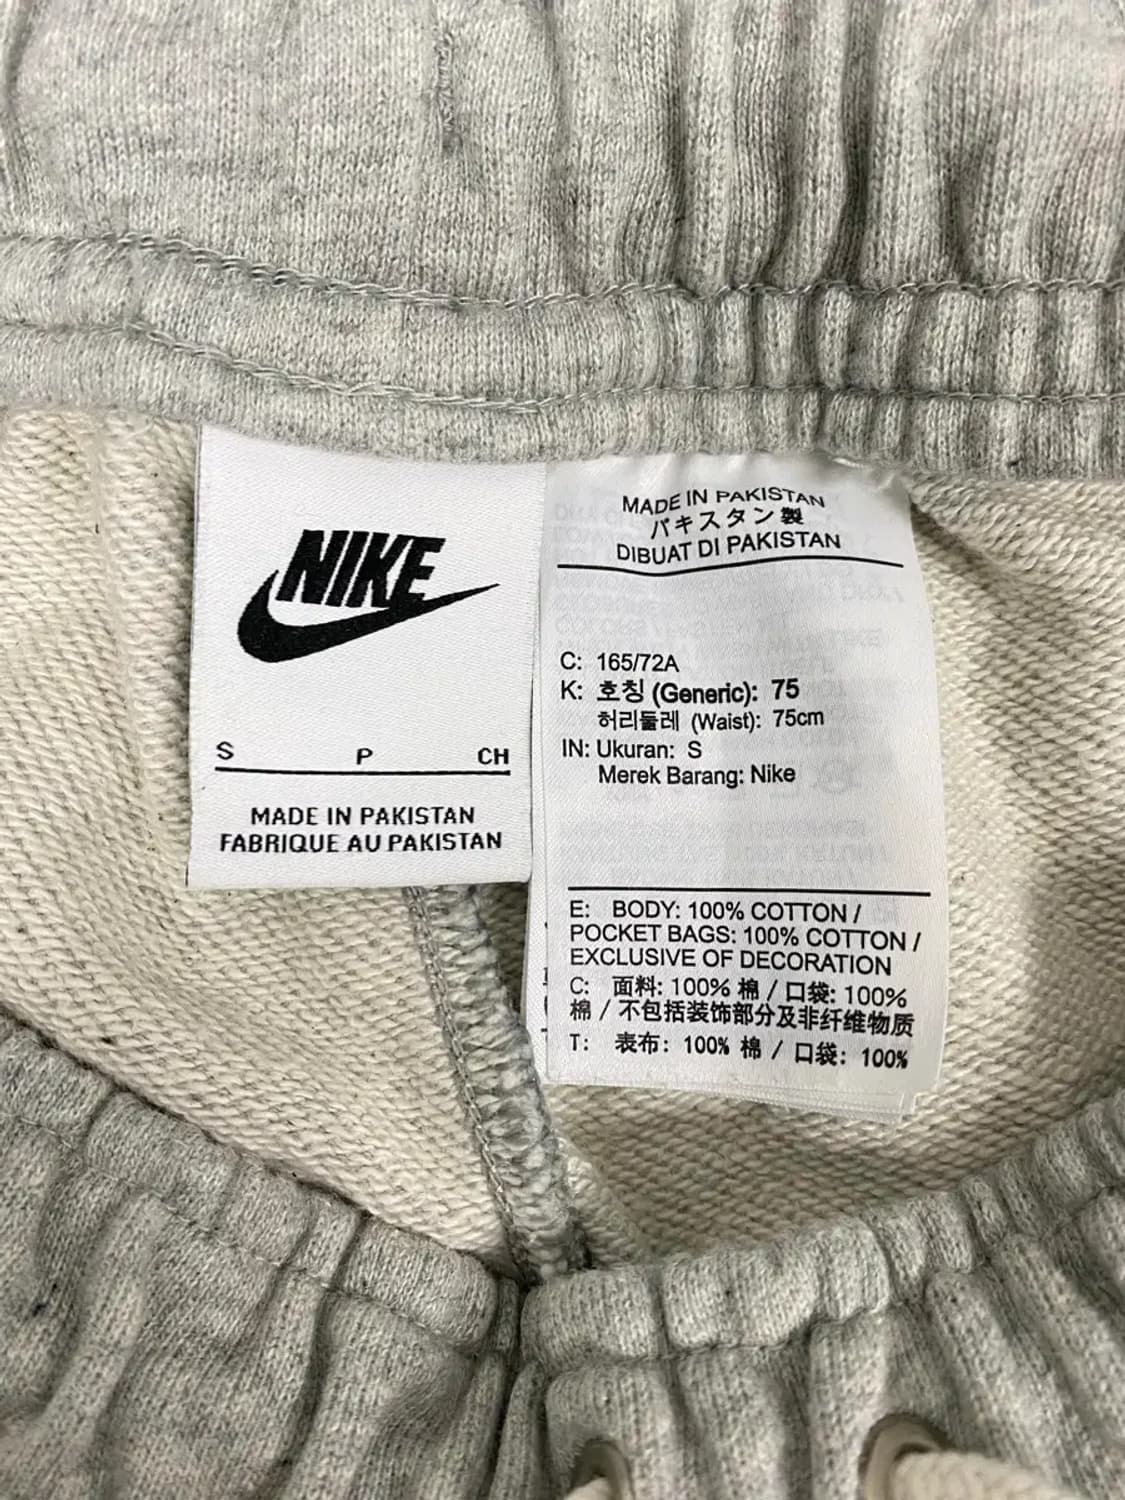 NIKE
S P CH
MADE IN PAKISTAN
FABRIQUE AU PAKISTAN
MADE IN PAKISTAN
パキスタン製
DIBUAT DI PAKISTAN
C: 165/72A
K: 호칭 (Generic): 75
허리둘레 (Waist): 75cm
IN: Ukuran: S
Merek Barang: Nike
E: BODY: 100% COTTON /
POCKET BAGS: 100% COTTON /
EXCLUSIVE OF DECORATION
C: 面料: 100% 棉 / 口袋: 100%
棉 / 不包括装饰部分及非纤维物质
T: 表布: 100% 棉 / 口袋: 100%